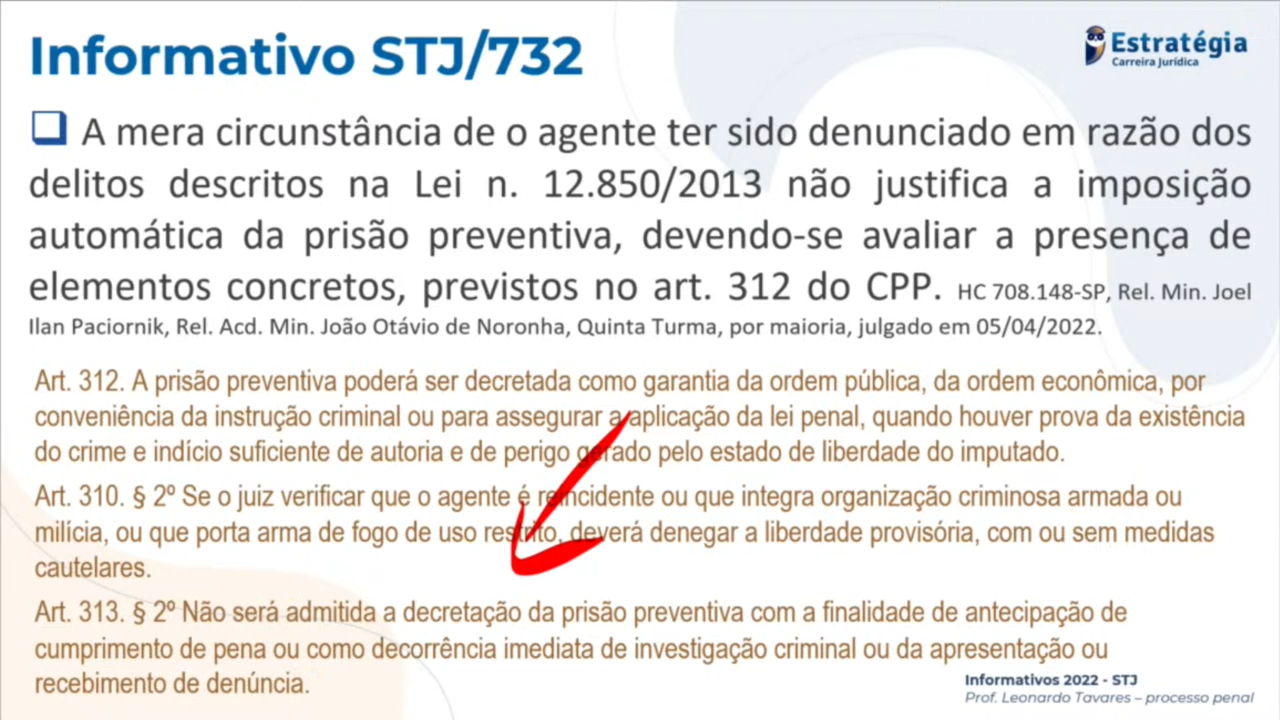 Informativo STJ/732
Estratégia
Carreira Jurídica
A mera circunstância de o agente ter sido denunciado em razão dos
delitos descritos na Lei n. 12.850/2013 não justifica a imposição
automática da prisão preventiva, devendo-se avaliar a presença de
elementos concretos, previstos no art. 312 do CPP. HC 708.148-SP, Rel. Min. Joel
Ilan Paciornik, Rel. Acd. Min. João Otávio de Noronha, Quinta Turma, por maioria, julgado em 05/04/2022.
Art. 312. A prisão preventiva poderá ser decretada como garantia da ordem pública, da ordem econômica, por
conveniência da instrução criminal ou para assegurar a aplicação da lei penal, quando houver prova da existência
do crime e indício suficiente de autoria e de perigo gerado pelo estado de liberdade do imputado.
Art. 310. § 2º Se o juiz verificar que o agente é reincidente ou que integra organização criminosa armada ou
milícia, ou que porta arma de fogo de uso restrito, deverá denegar a liberdade provisória, com ou sem medidas
cautelares.
Art. 313. § 2º Não será admitida a decretação da prisão preventiva com a finalidade de antecipação de
cumprimento de pena ou como decorrência imediata de investigação criminal ou da apresentação ou
recebimento de denúncia.
Informativos 2022 - STJ
Prof. Leonardo Tavares – processo penal